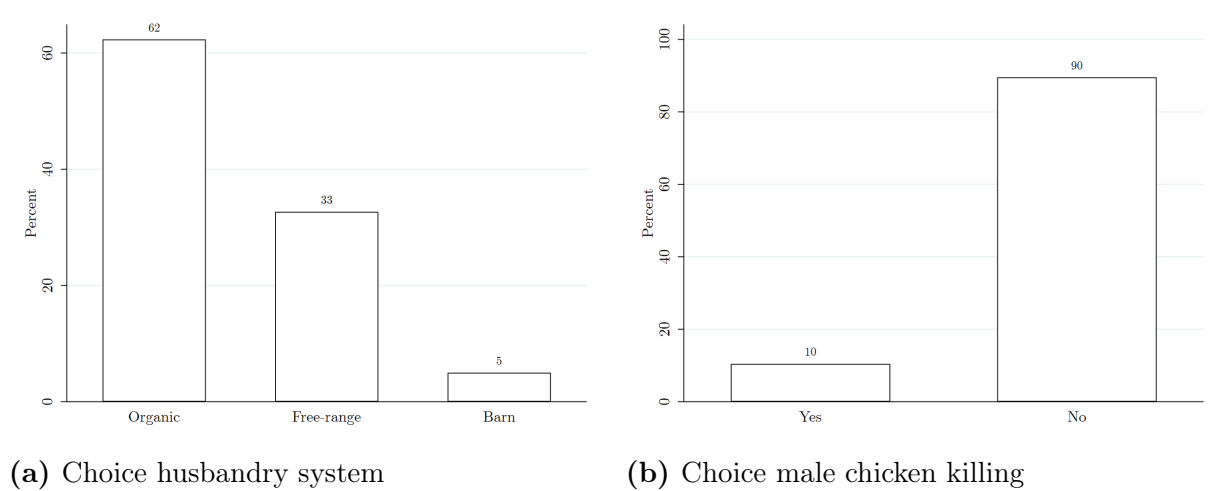 62
60
33
40
Percent
20
5
0
Organic Free-range Barn
(a) Choice husbandry system
100
90
80
60
Percent
40
20
10
0
Yes No
(b) Choice male chicken killing